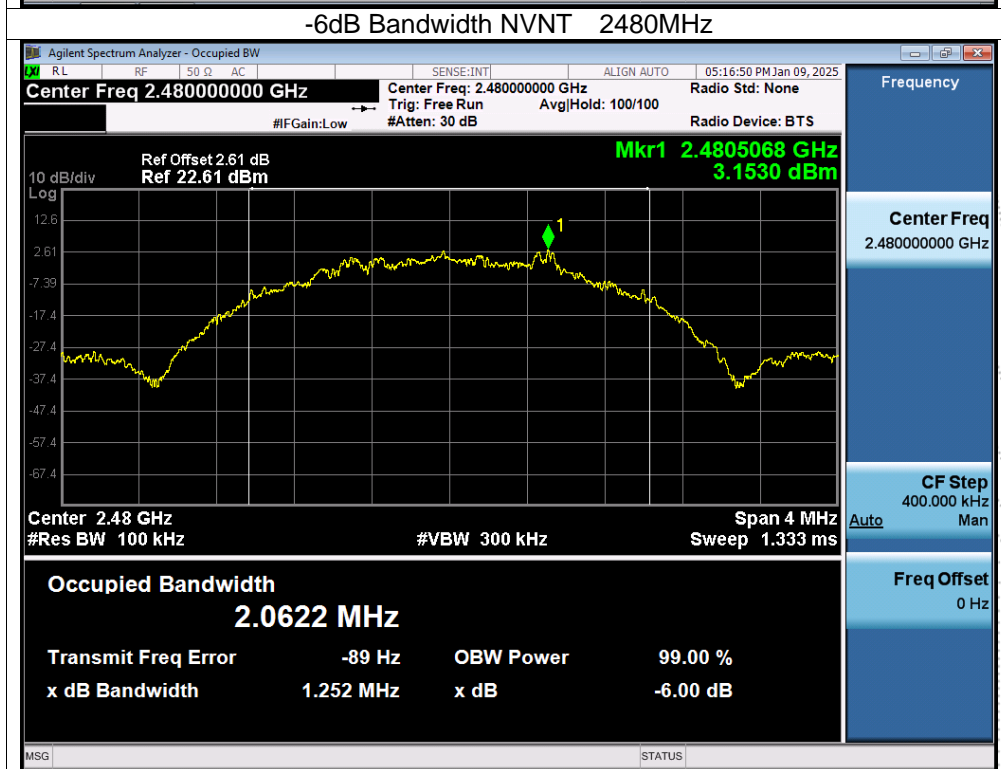 -6dB Bandwidth NVNT 2480MHz
Agilent Spectrum Analyzer - Occupied BW
LXI RL RF 50 Ω AC SENSE:INT ALIGN AUTO 05:16:50 PM Jan 09, 2025
Center Freq 2.480000000 GHz
Center Freq: 2.480000000 GHz
Radio Std: None
Trig: Free Run Avg|Hold: 100/100
#IFGain:Low
#Atten: 30 dB
Radio Device: BTS
Frequency
Ref Offset 2.61 dB
10 dB/div Ref 22.61 dBm
Mkr1 2.4805068 GHz
3.1530 dBm
Log
12.6
2.61
-7.39
-17.4
-27.4
-37.4
-47.4
-57.4
-67.4
1
Center Freq
2.480000000 GHz
Center 2.48 GHz
Span 4 MHz
#Res BW 100 kHz
#VBW 300 kHz
Sweep 1.333 ms
CF Step
400.000 kHz
Auto Man
Freq Offset
0 Hz
Occupied Bandwidth
2.0622 MHz
Transmit Freq Error -89 Hz OBW Power 99.00 %
x dB Bandwidth 1.252 MHz x dB -6.00 dB
MSG STATUS